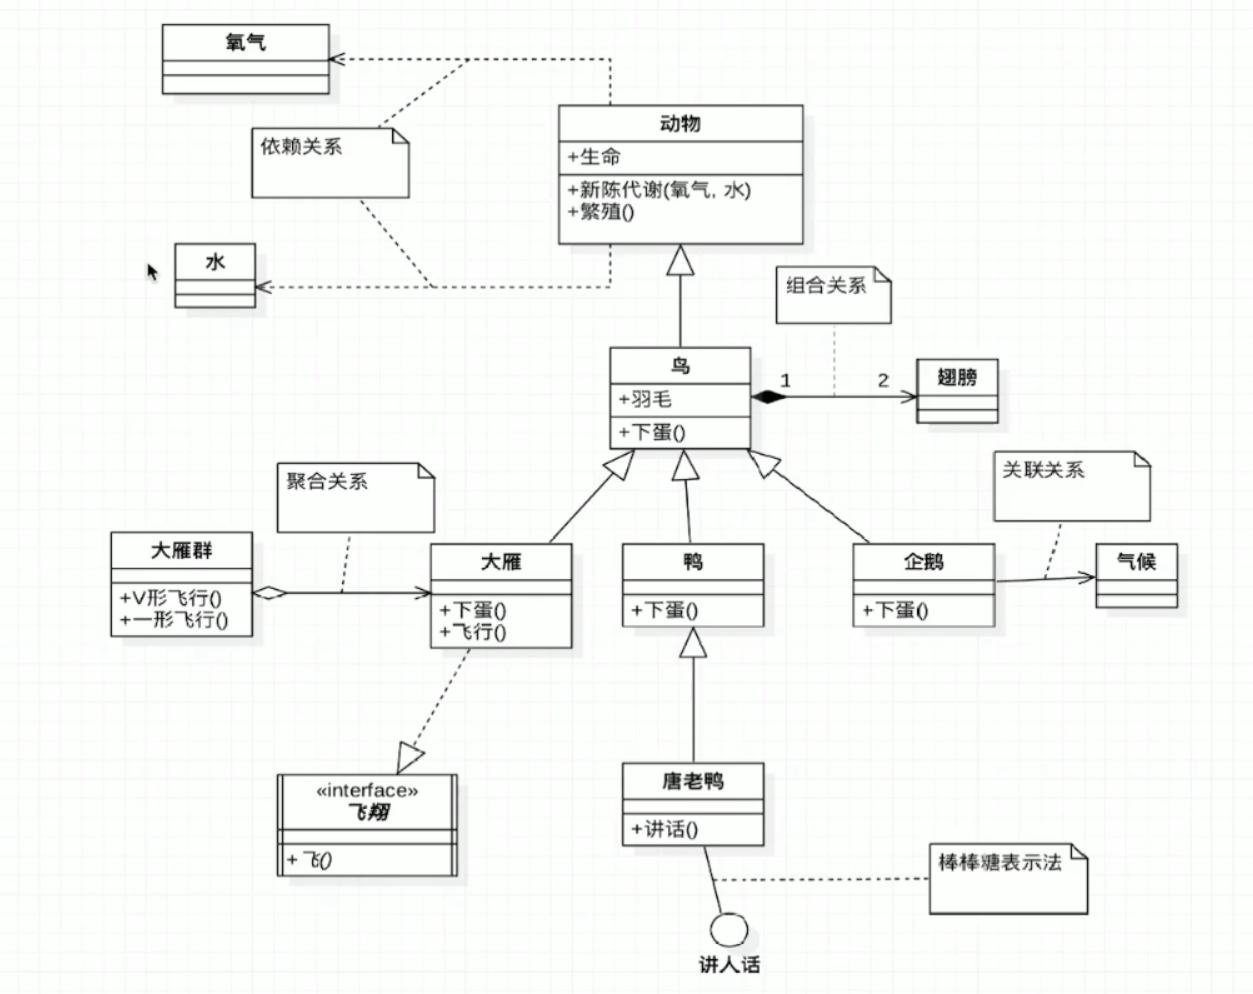 氧气
依赖关系
动物
+生命
+新陈代谢(氧气, 水)
+繁殖()
水
组合关系
鸟
+羽毛
+下蛋()
1
2
翅膀
聚合关系
关联关系
大雁群
+V形飞行()
+一形飞行()
大雁
+下蛋()
+飞行()
鸭
+下蛋()
企鹅
+下蛋()
气候
«interface»
飞翔
+飞()
唐老鸭
+讲话()
棒棒糖表示法
讲人话